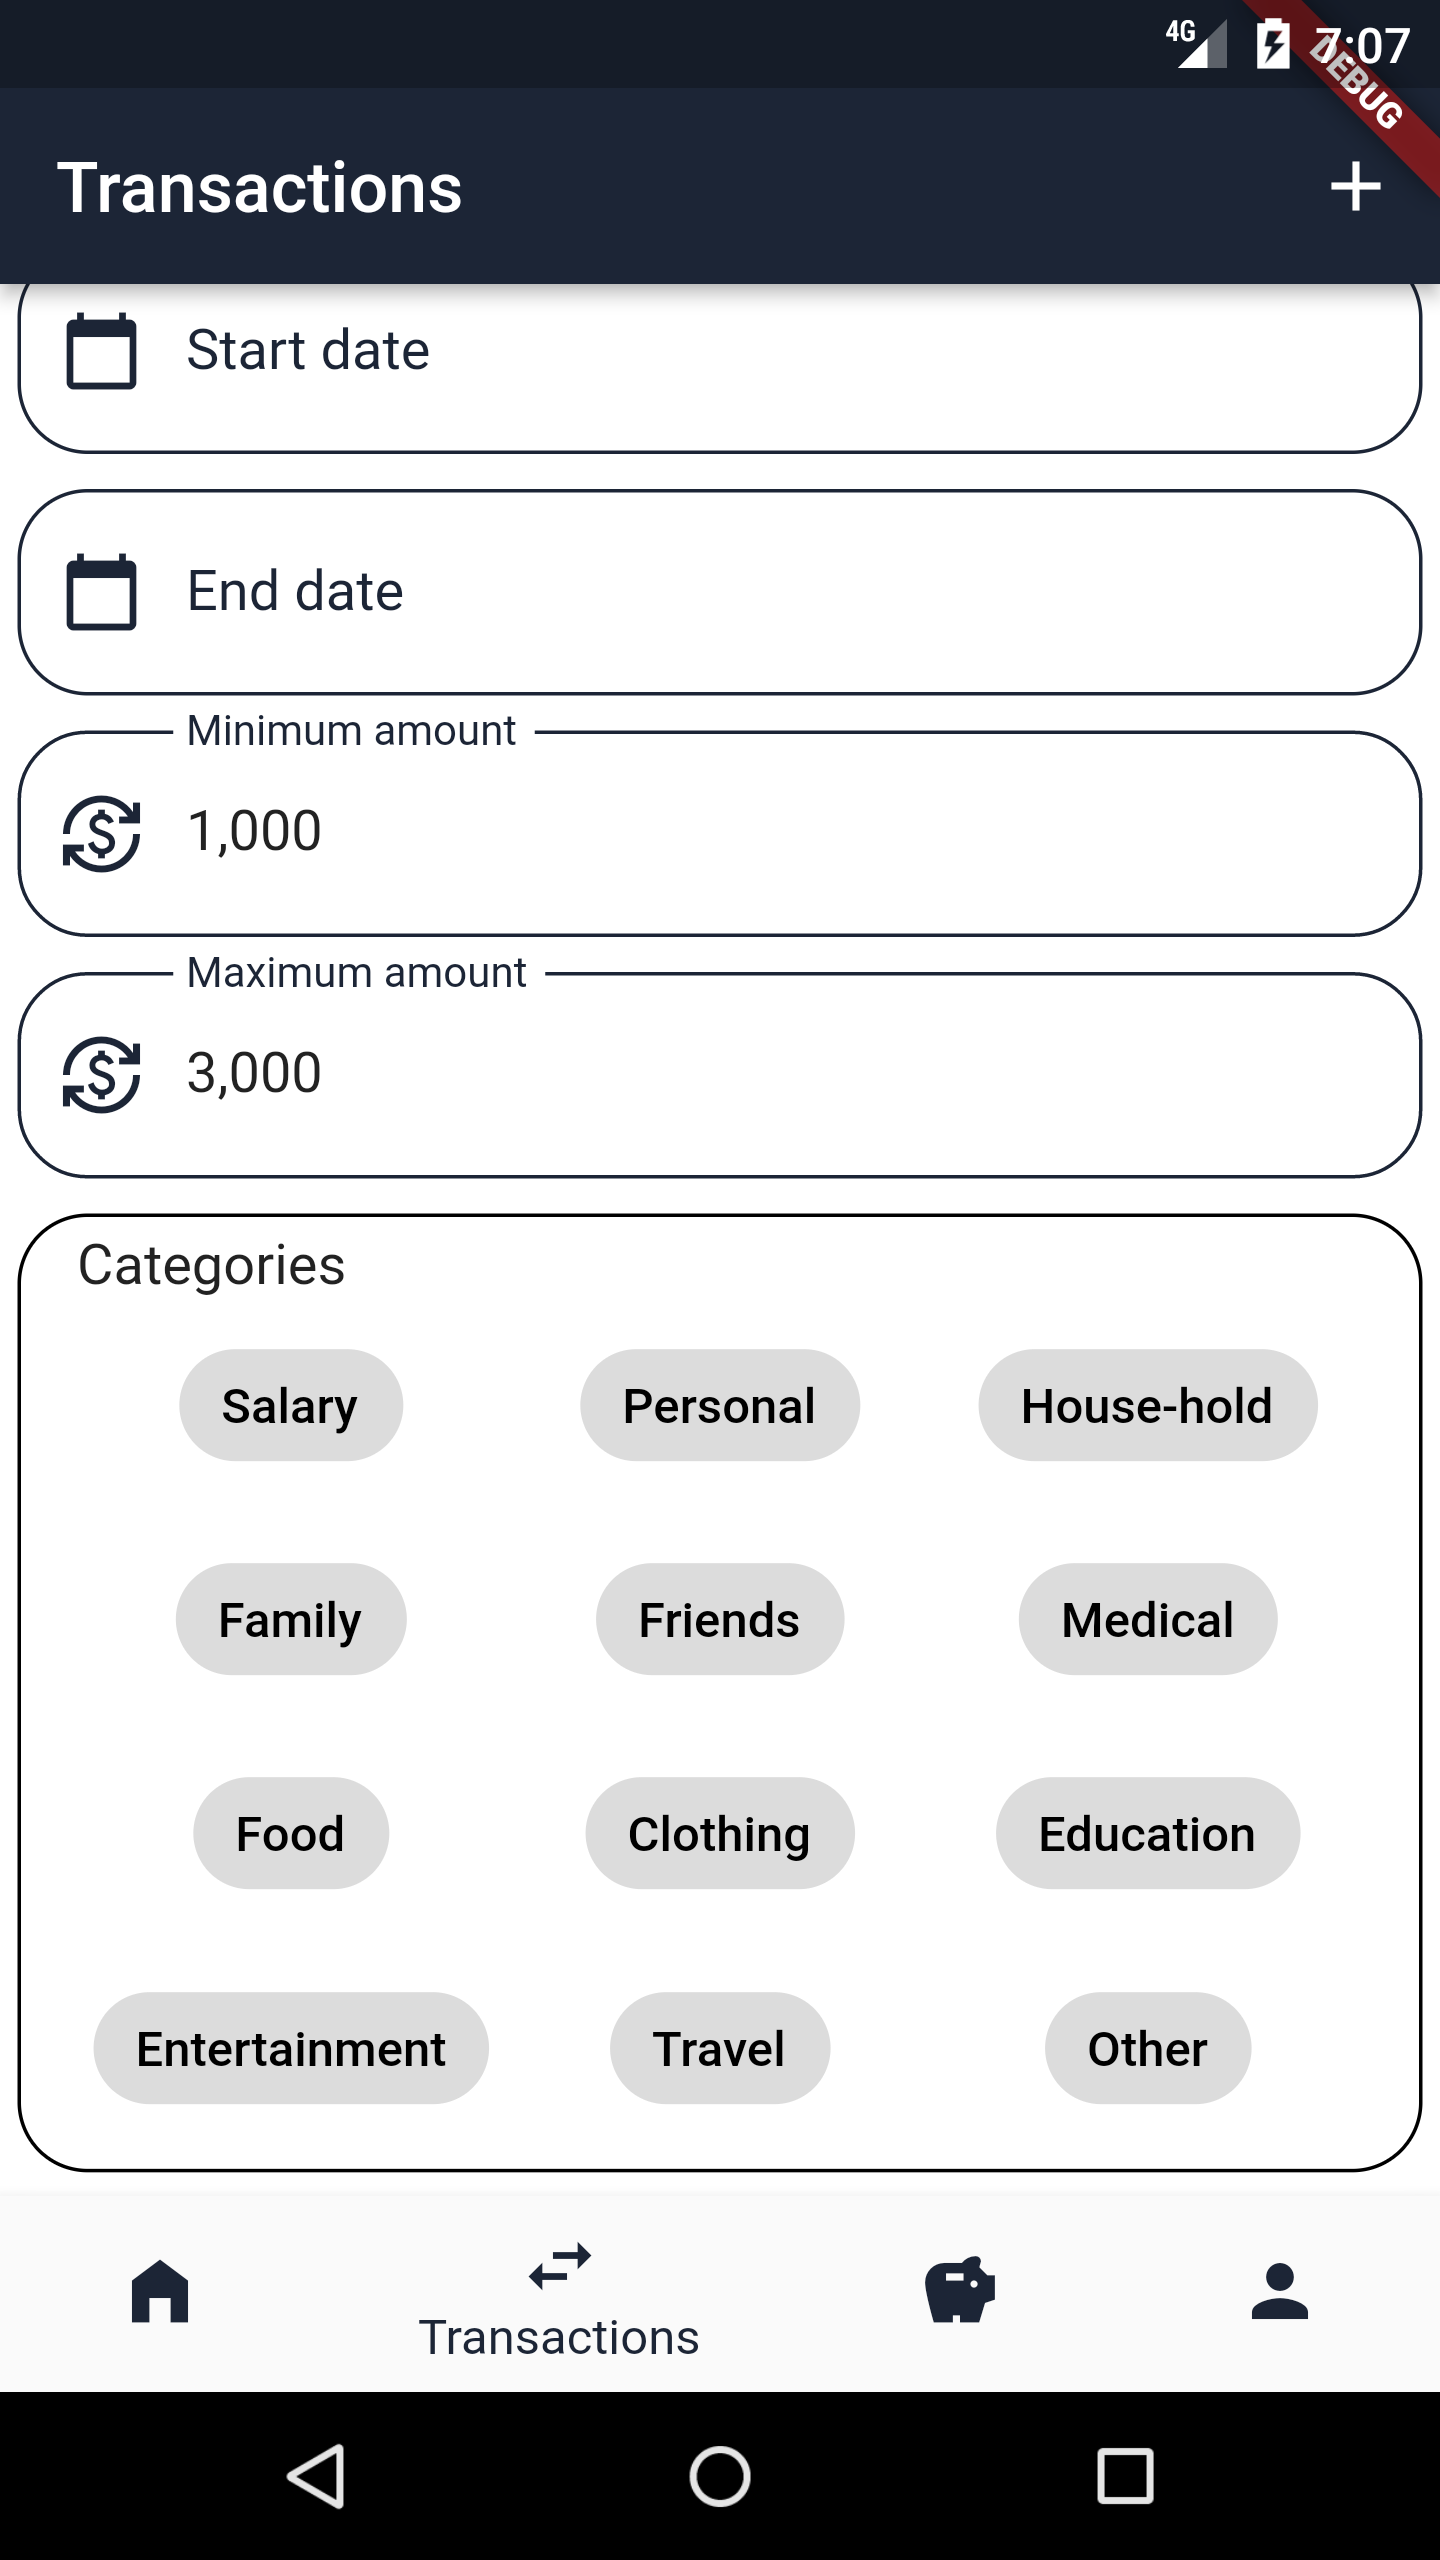 4G 7:07
DEBUG
Transactions
Start date
End date
Minimum amount
1,000
Maximum amount
3,000
Categories
Salary Personal House-hold
Family Friends Medical
Food Clothing Education
Entertainment Travel Other
Transactions